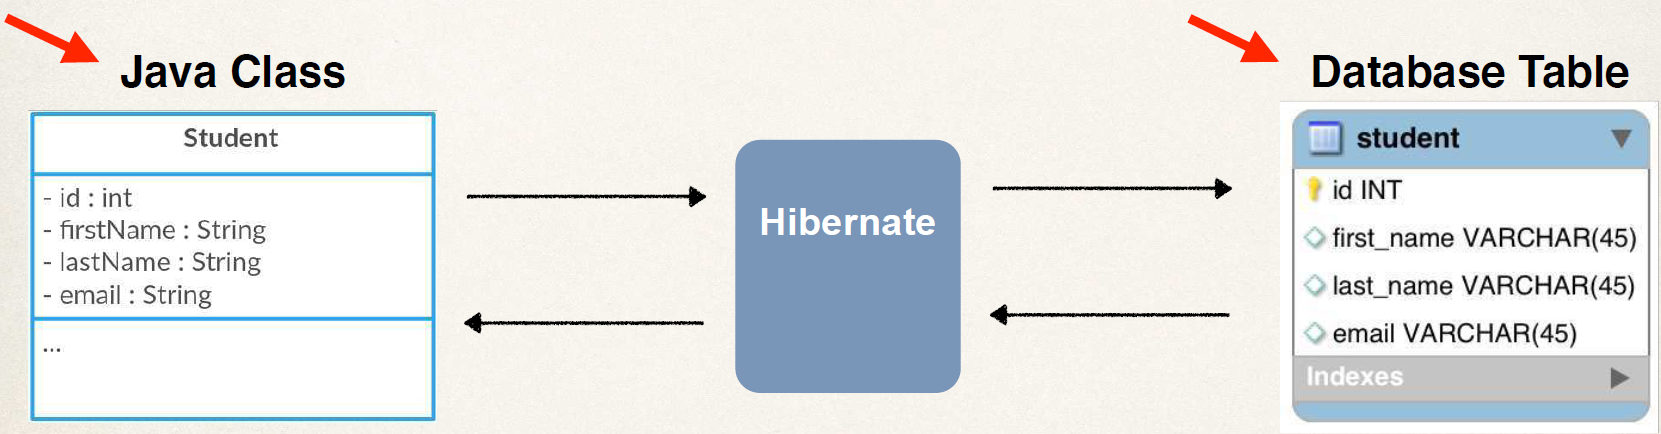 Java Class
Student
- id : int
- firstName : String
- lastName : String
- email : String
...
Hibernate
Database Table
student
id INT
first_name VARCHAR(45)
last_name VARCHAR(45)
email VARCHAR(45)
Indexes